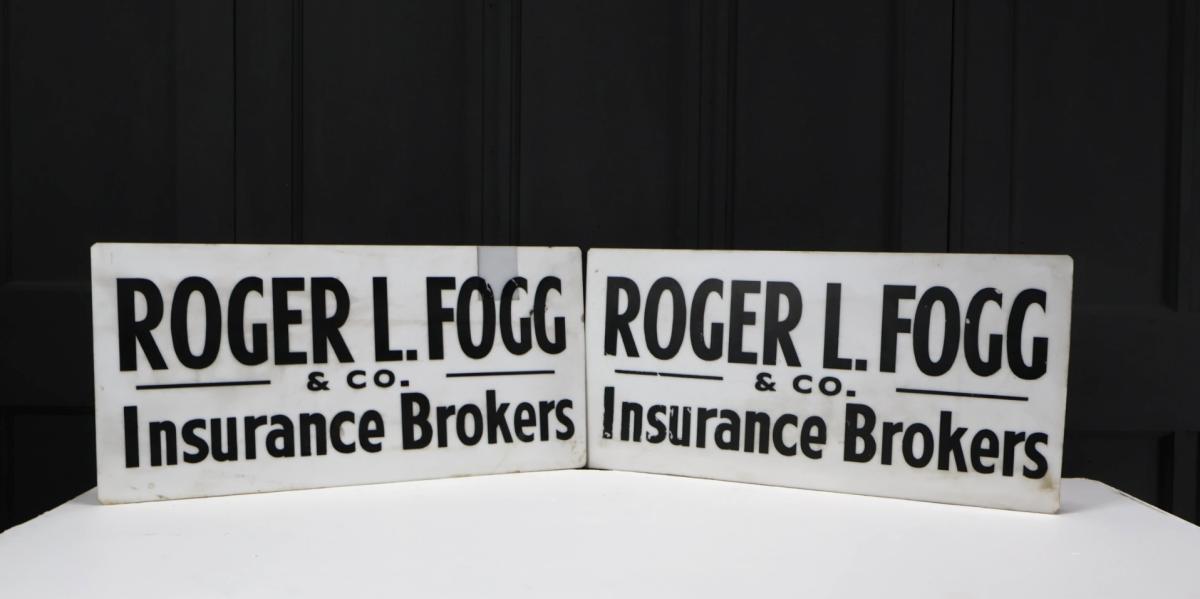 ROGER L. FOGG
& CO.
Insurance Brokers
ROGER L. FOGG
& CO.
Insurance Brokers